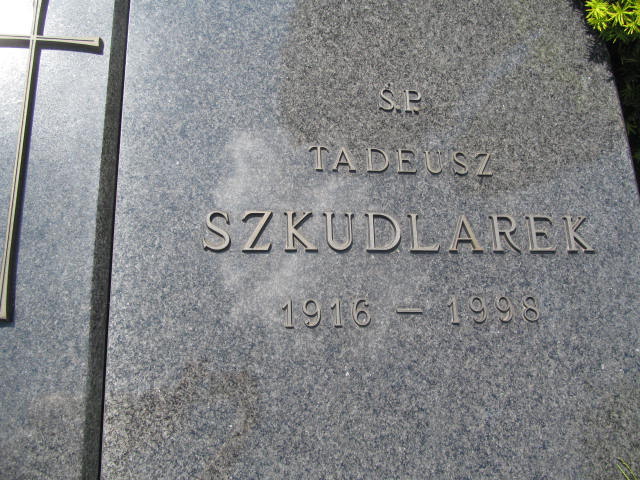 Ś.P.
TADEUSZ
SZKUDLAREK
1916 – 1998